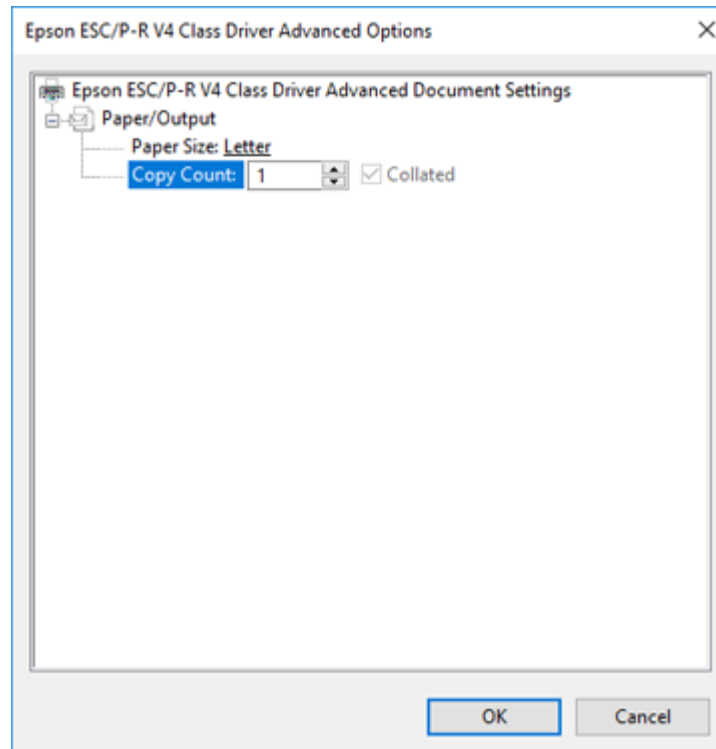 Epson ESC/P-R V4 Class Driver Advanced Options
Epson ESC/P-R V4 Class Driver Advanced Document Settings
Paper/Output
Paper Size: Letter
Copy Count: 1 Collated
OK Cancel